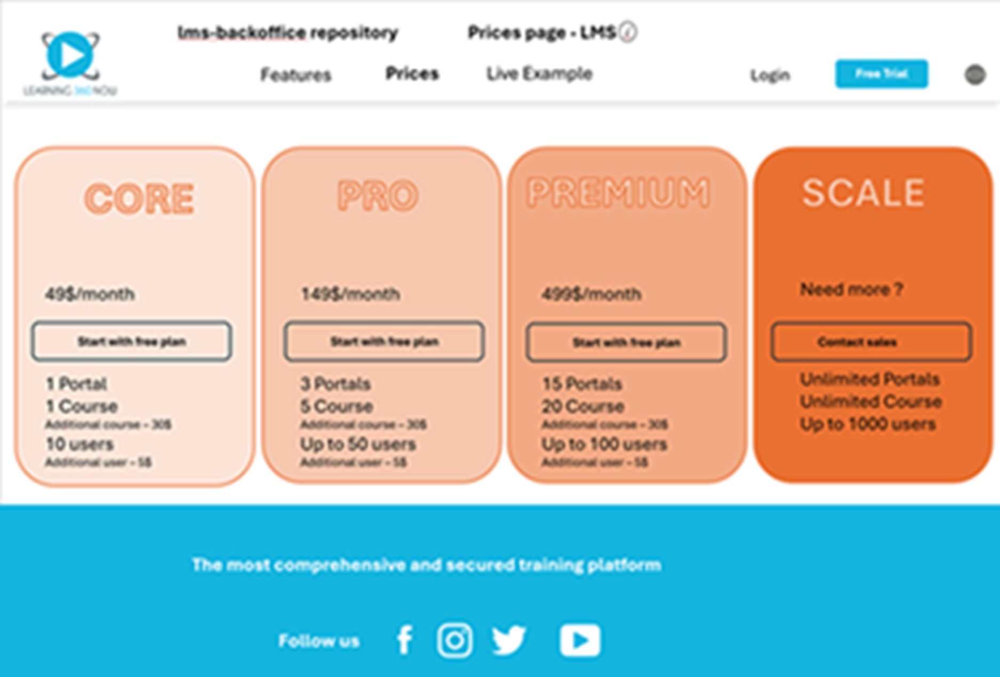 lms-backoffice repository
Prices page - LMS
LEARNING 360 NOW
Features
Prices
Live Example
Login
Free Trial
CORE
49$/month
Start with free plan
1 Portal
1 Course
Additional course - 30$
10 users
Additional user - 5$
PRO
149$/month
Start with free plan
3 Portals
5 Course
Additional course - 30$
Up to 50 users
Additional user - 5$
PREMIUM
499$/month
Start with free plan
15 Portals
20 Course
Additional course - 30$
Up to 100 users
Additional user - 5$
SCALE
Need more ?
Contact sales
Unlimited Portals
Unlimited Course
Up to 1000 users
The most comprehensive and secured training platform
Follow us